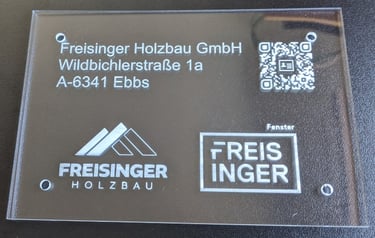 Freisinger Holzbau GmbH
Wildbichlerstraße 1a
A-6341 Ebbs
FREISINGER
HOLZBAU
Fenster
FREIS
INGER